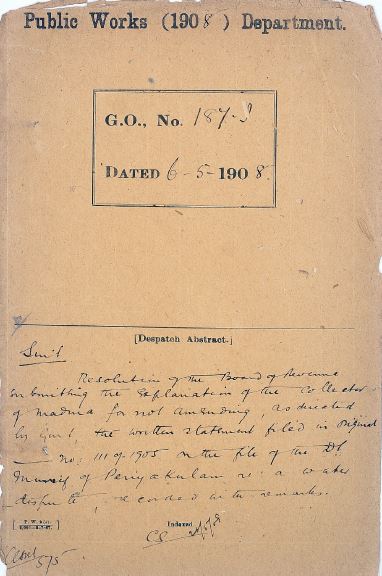 Public Works (1908) Department.
G.O., No. 187-I
DATED 6-5-1908.
[Despatch Abstract.]
Resolution of the Board of Revenue
submitting the Explanation of the Collector
of Madura for not amending, as directed
by Govt, the written statement filed in Original
No. 111 of 1905 on the file of the Dt.
Munsif of Periyakulam re: a water
dispute, recorded with remarks.
Indexed